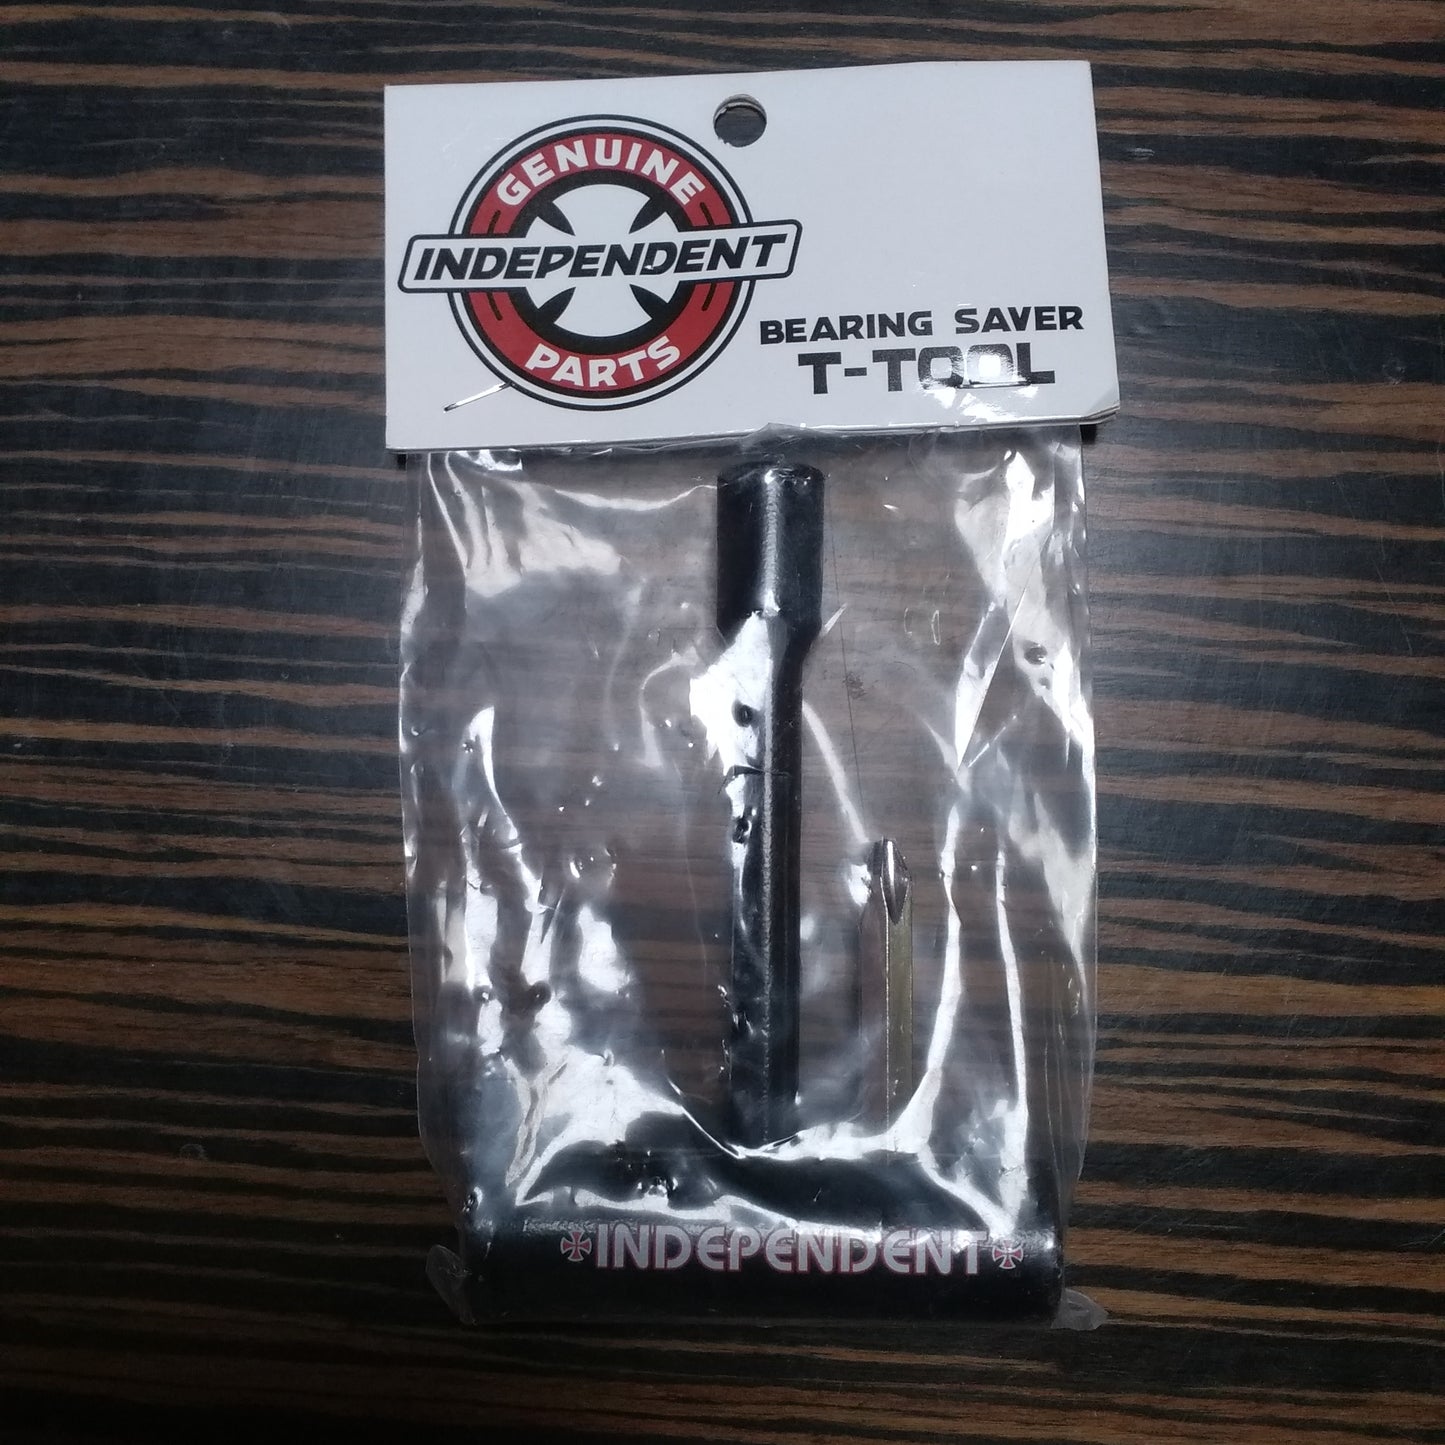 GENUINE
INDEPENDENT
PARTS
BEARING SAVER
T-TOOL
INDEPENDENT